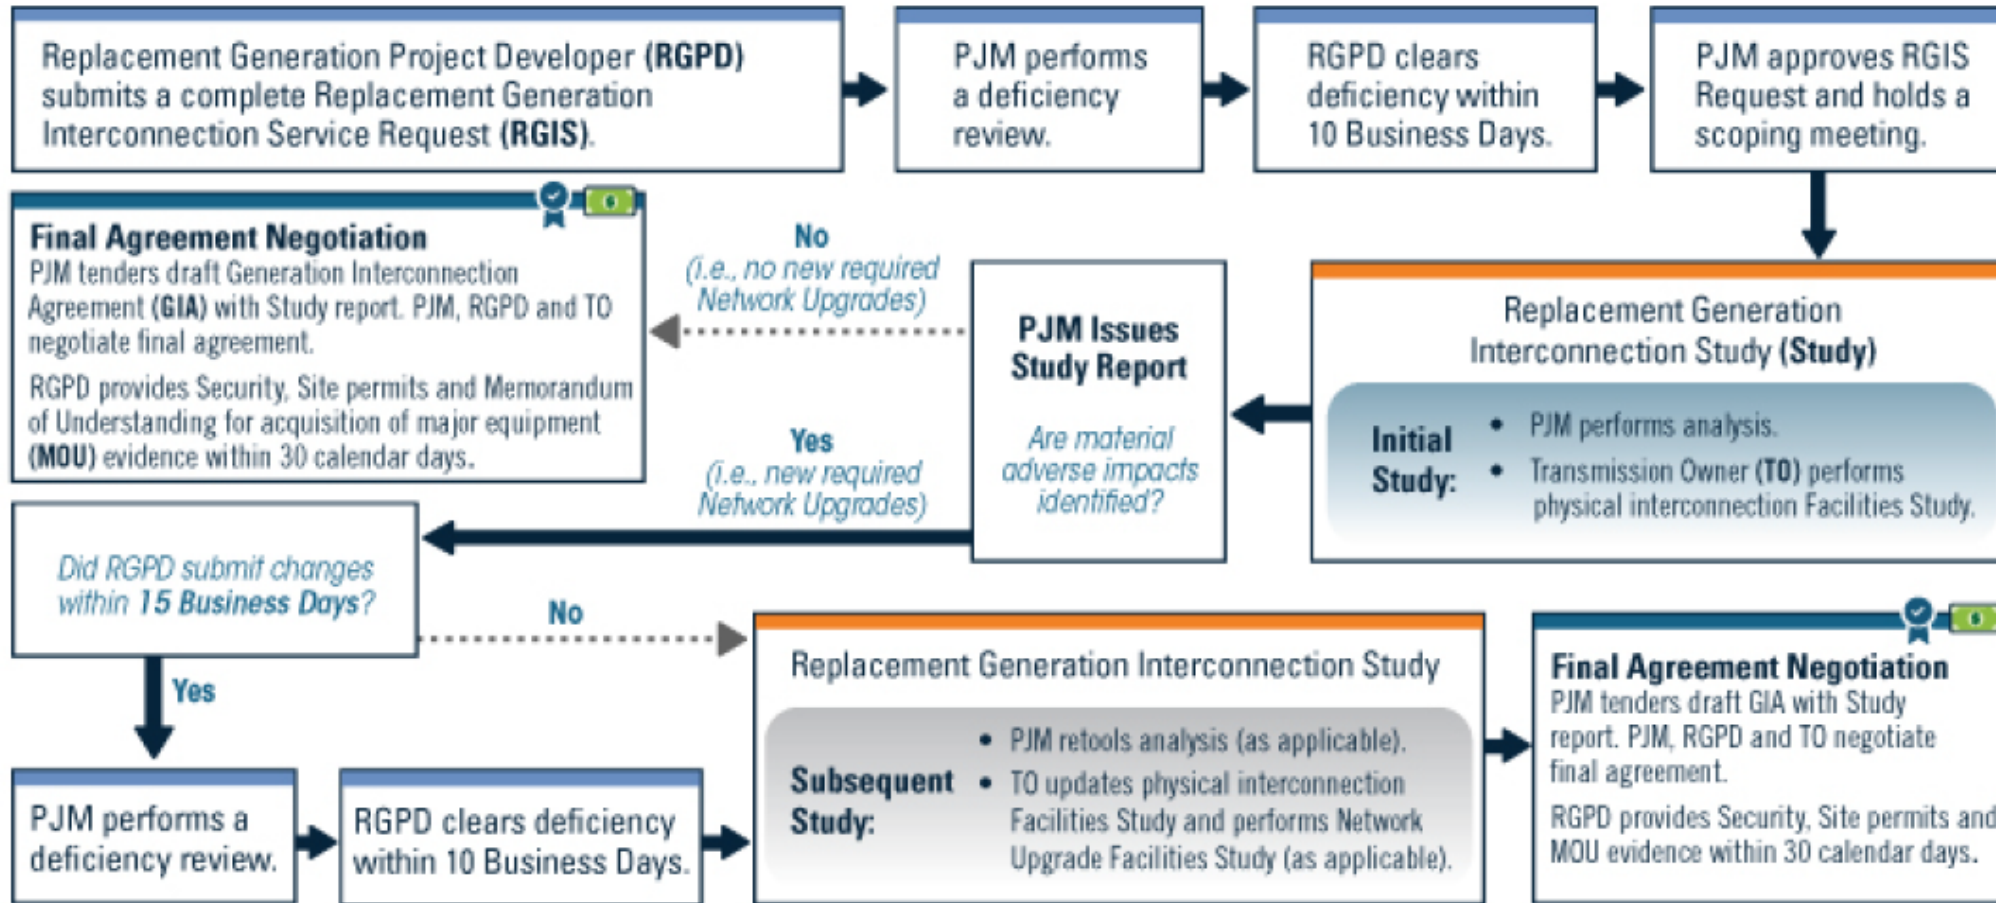 Replacement Generation Project Developer (RGPD)
submits a complete Replacement Generation
Interconnection Service Request (RGIS).
PJM performs
a deficiency
review.
RGPD clears
deficiency within
10 Business Days.
PJM approves RGIS
Request and holds a
scoping meeting.
Replacement Generation
Interconnection Study (Study)
Initial
Study:
• PJM performs analysis.
• Transmission Owner (TO) performs
physical interconnection Facilities Study.
PJM Issues
Study Report
Are material
adverse impacts
identified?
No
(i.e., no new required
Network Upgrades)
Final Agreement Negotiation
PJM tenders draft Generation Interconnection
Agreement (GIA) with Study report. PJM, RGPD and TO
negotiate final agreement.
RGPD provides Security, Site permits and Memorandum
of Understanding for acquisition of major equipment
(MOU) evidence within 30 calendar days.
Yes
(i.e., new required
Network Upgrades)
Did RGPD submit changes
within 15 Business Days?
No
Yes
PJM performs a
deficiency review.
RGPD clears deficiency
within 10 Business Days.
Replacement Generation Interconnection Study
Subsequent
Study:
• PJM retools analysis (as applicable).
• TO updates physical interconnection
Facilities Study and performs Network
Upgrade Facilities Study (as applicable).
Final Agreement Negotiation
PJM tenders draft GIA with Study
report. PJM, RGPD and TO negotiate
final agreement.
RGPD provides Security, Site permits and
MOU evidence within 30 calendar days.